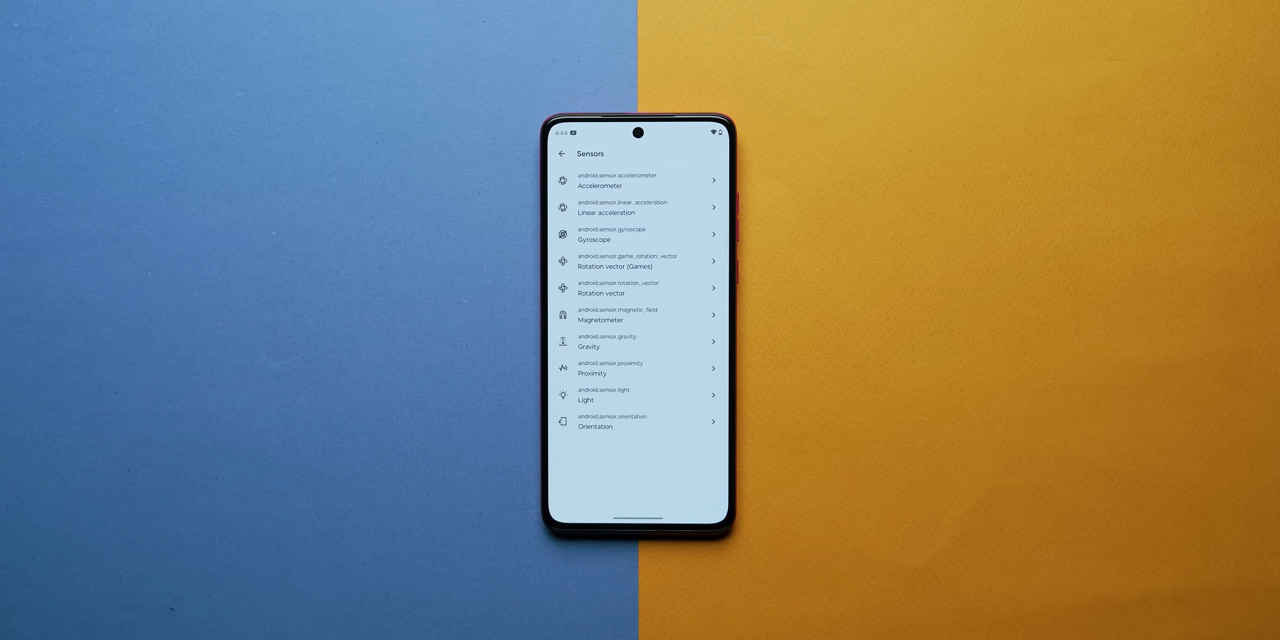 4:44
Sensors
android.sensor.accelerometer
Accelerometer
android.sensor.linear_acceleration
Linear acceleration
android.sensor.gyroscope
Gyroscope
android.sensor.game_rotation_vector
Rotation vector (Games)
android.sensor.rotation_vector
Rotation vector
android.sensor.magnetic_field
Magnetometer
android.sensor.gravity
Gravity
android.sensor.proximity
Proximity
android.sensor.light
Light
android.sensor.orientation
Orientation